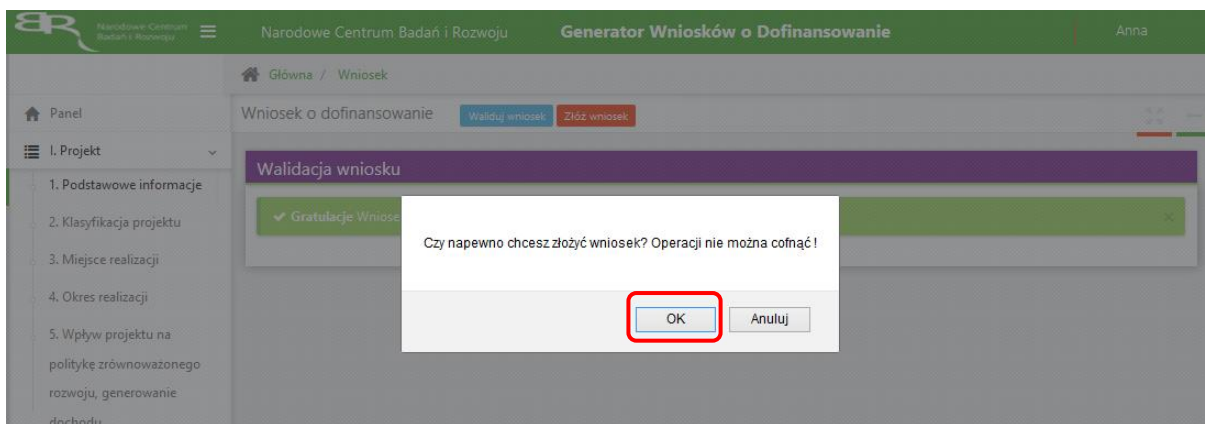 Narodowe Centrum
Badań i Rozwoju
Narodowe Centrum Badań i Rozwoju
Generator Wniosków o Dofinansowanie
Anna
Główna / Wniosek
Panel
Wniosek o dofinansowanie
Waliduj wniosek
Złóż wniosek
I. Projekt
1. Podstawowe informacje
2. Klasyfikacja projektu
3. Miejsce realizacji
4. Okres realizacji
5. Wpływ projektu na
politykę zrównoważonego
rozwoju, generowanie
dochodu
Walidacja wniosku
Gratulacje Wniose
Czy napewno chcesz złożyć wniosek? Operacji nie można cofnąć !
OK
Anuluj